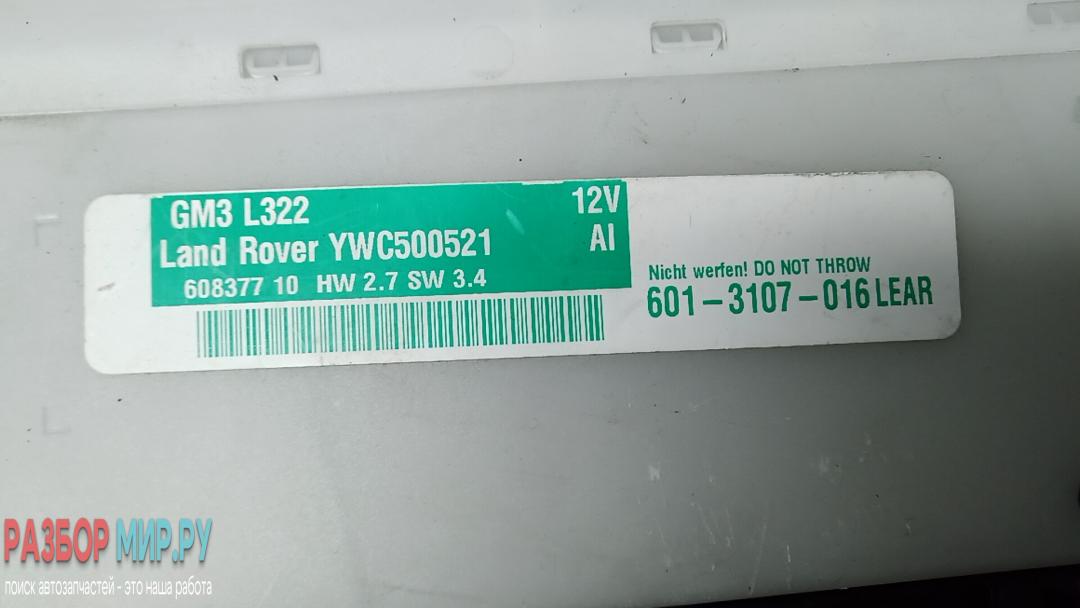 GM3 L322 12V
Land Rover YWC500521 AI
608377 10 HW 2.7 SW 3.4
Nicht werfen! DO NOT THROW
601-3107-016 LEAR
РАЗБОР МИР.РУ
поиск автозапчастей - это наша работа